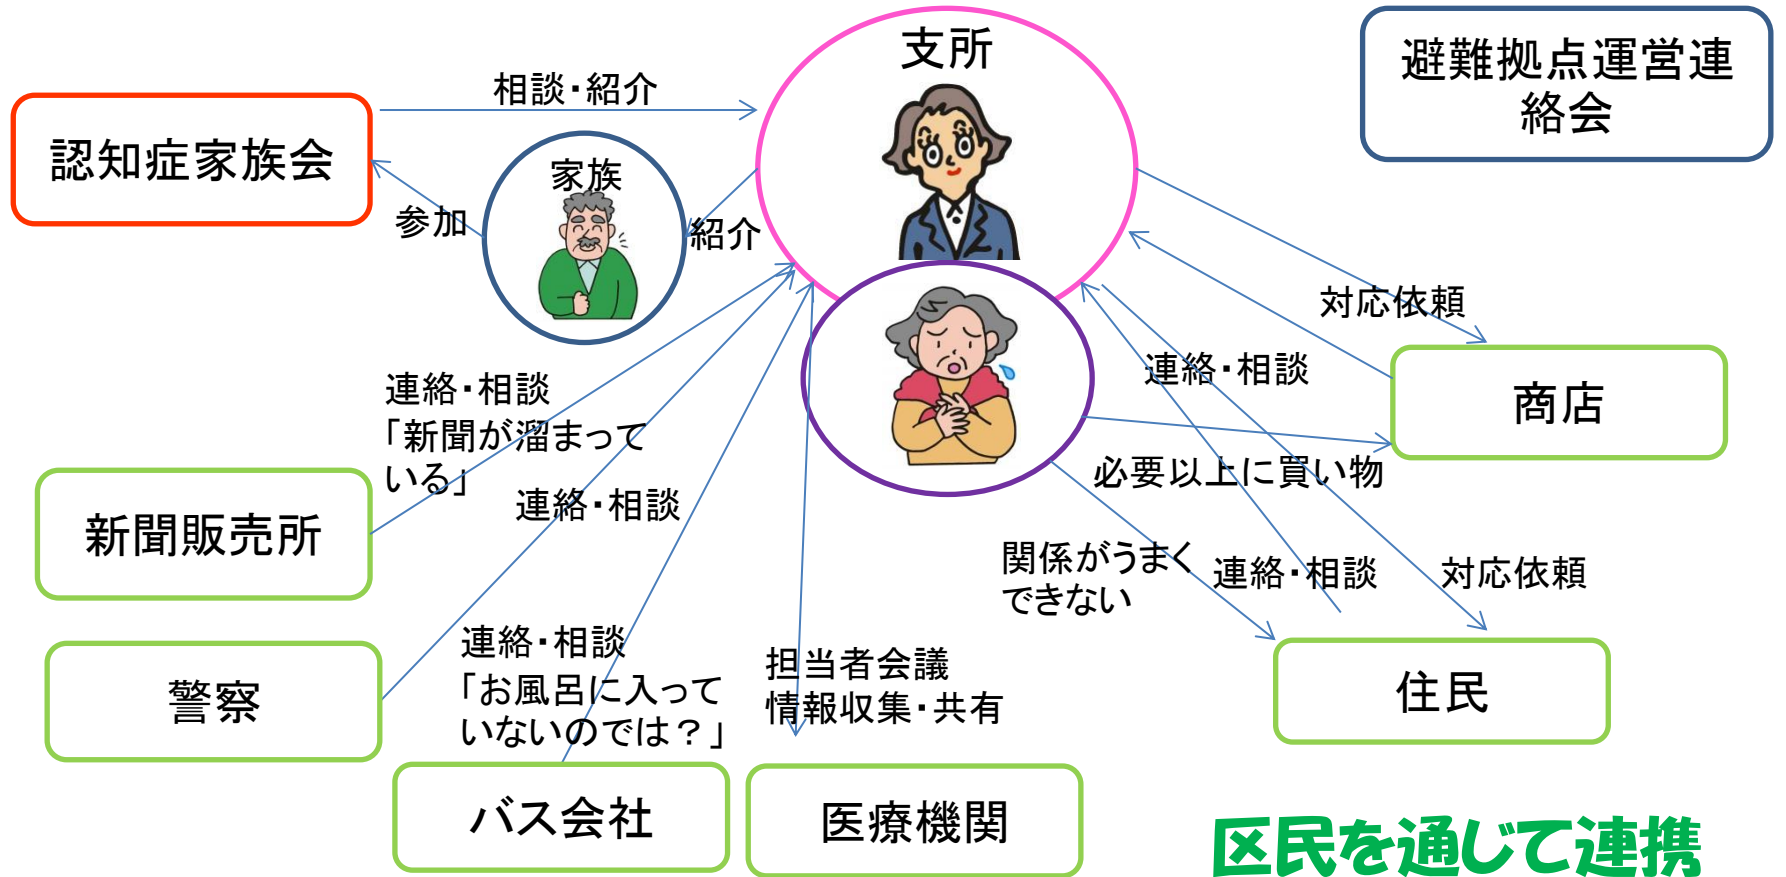 支所
避難拠点運営連
絡会
相談・紹介
認知症家族会
家族
参加
紹介
対応依頼
連絡・相談
商店
連絡・相談
「新聞が溜まって
いる」
必要以上に買い物
新聞販売所
連絡・相談
関係がうまく
できない
連絡・相談
対応依頼
連絡・相談
「お風呂に入って
いないのでは？」
担当者会議
情報収集・共有
警察
住民
バス会社
医療機関
区民を通じて連携